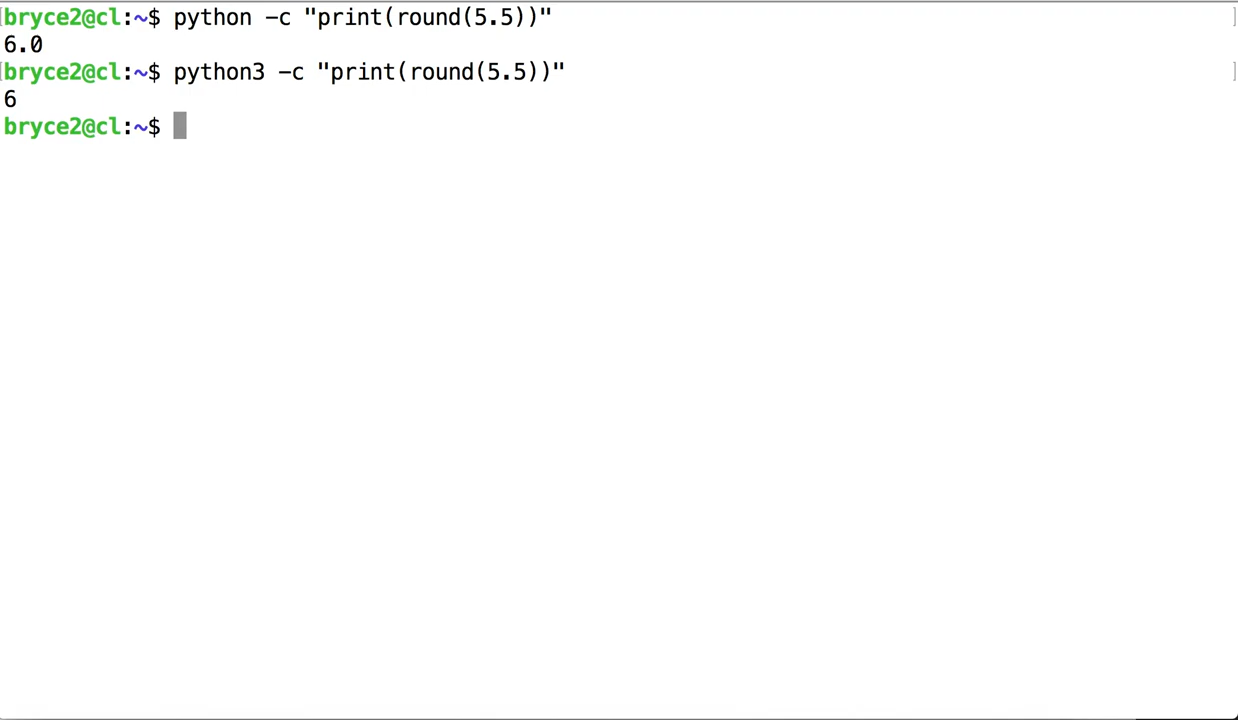 bryce2@cl:~$ python -c "print(round(5.5))"
6.0
bryce2@cl:~$ python3 -c "print(round(5.5))"
6
bryce2@cl:~$